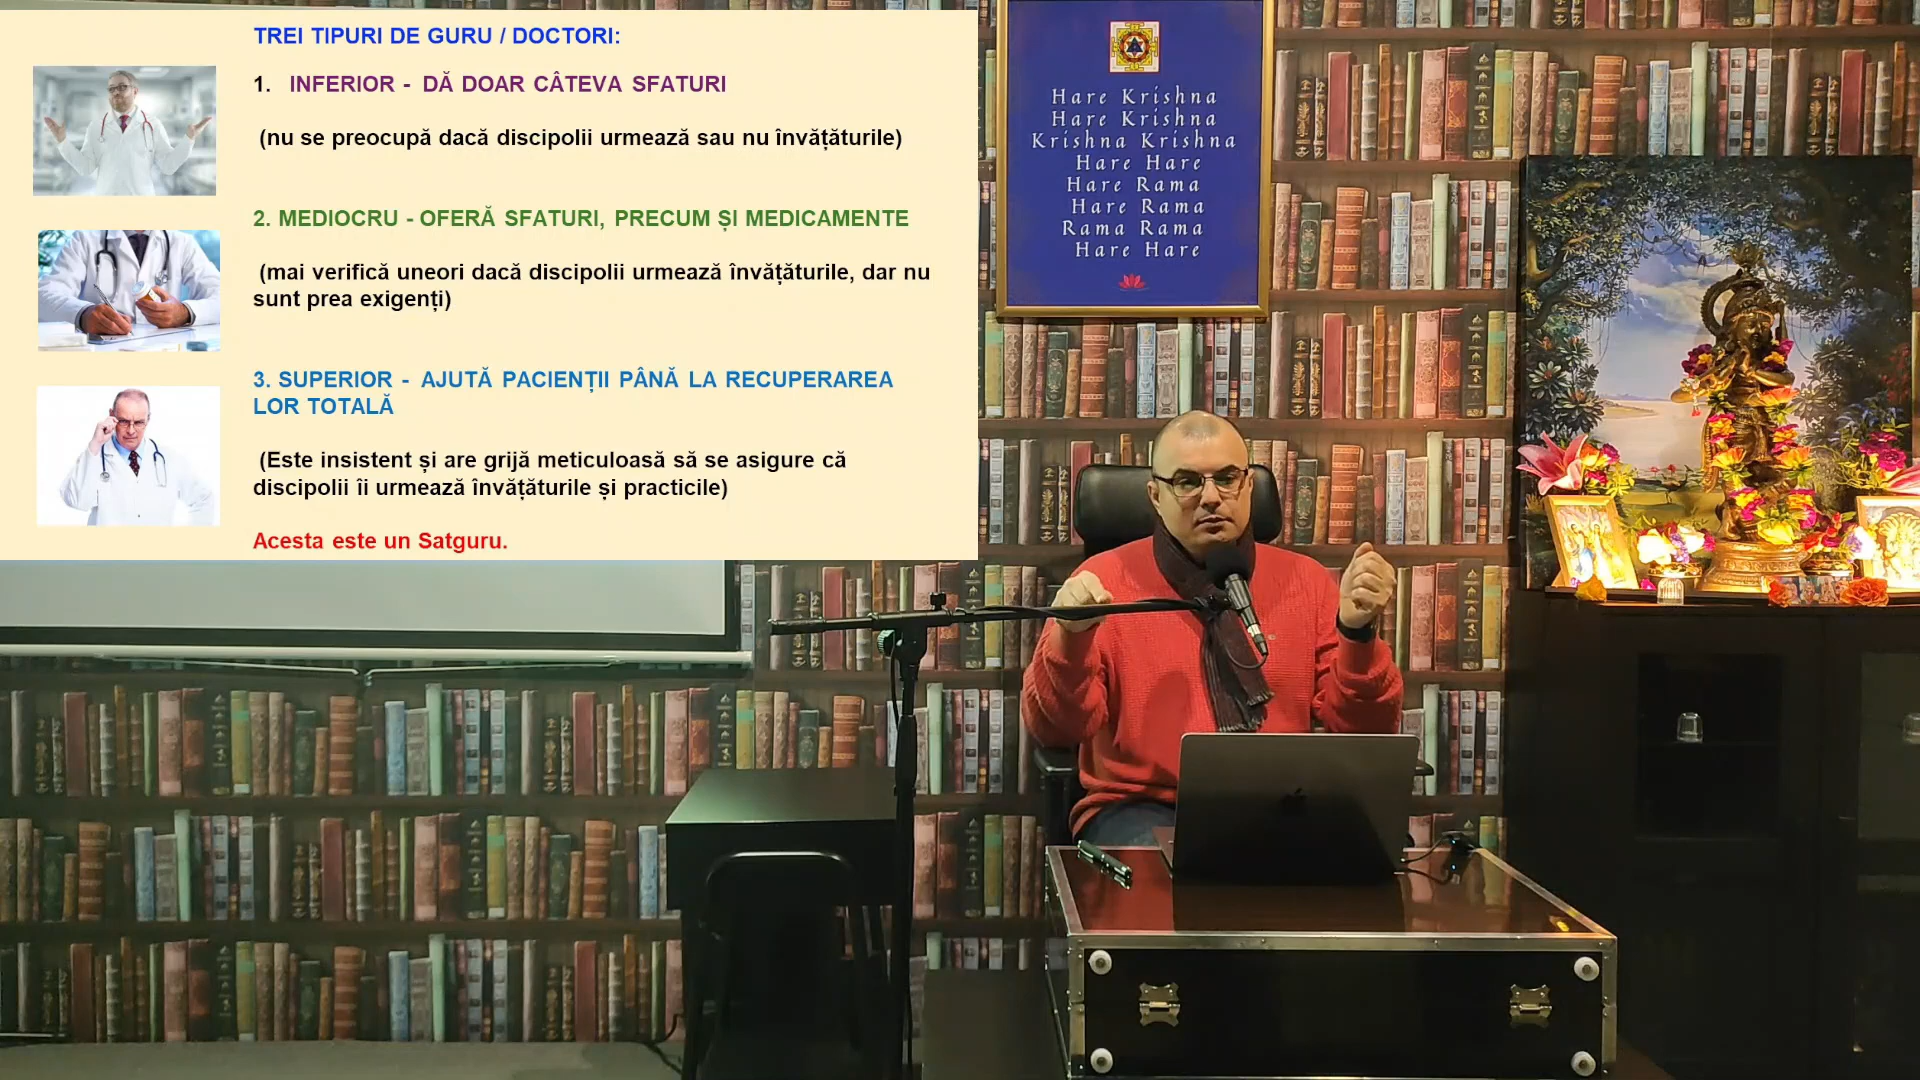 TREI TIPURI DE GURU / DOCTORI:
1. INFERIOR - DĂ DOAR CÂTEVA SFATURI
(nu se preocupă dacă discipolii urmează sau nu învățăturile)
2. MEDIOCRU - OFERĂ SFATURI, PRECUM ȘI MEDICAMENTE
(mai verifică uneori dacă discipolii urmează învățăturile, dar nu
sunt prea exigenți)
3. SUPERIOR - AJUTĂ PACIENȚII PÂNĂ LA RECUPERAREA
LOR TOTALĂ
(Este insistent și are grijă meticuloasă să se asigure că
discipolii îi urmează învățăturile și practicile)
Acesta este un Satguru.
Hare Krishna
Hare Krishna
Krishna Krishna
Hare Hare
Hare Rama
Hare Rama
Rama Rama
Hare Hare